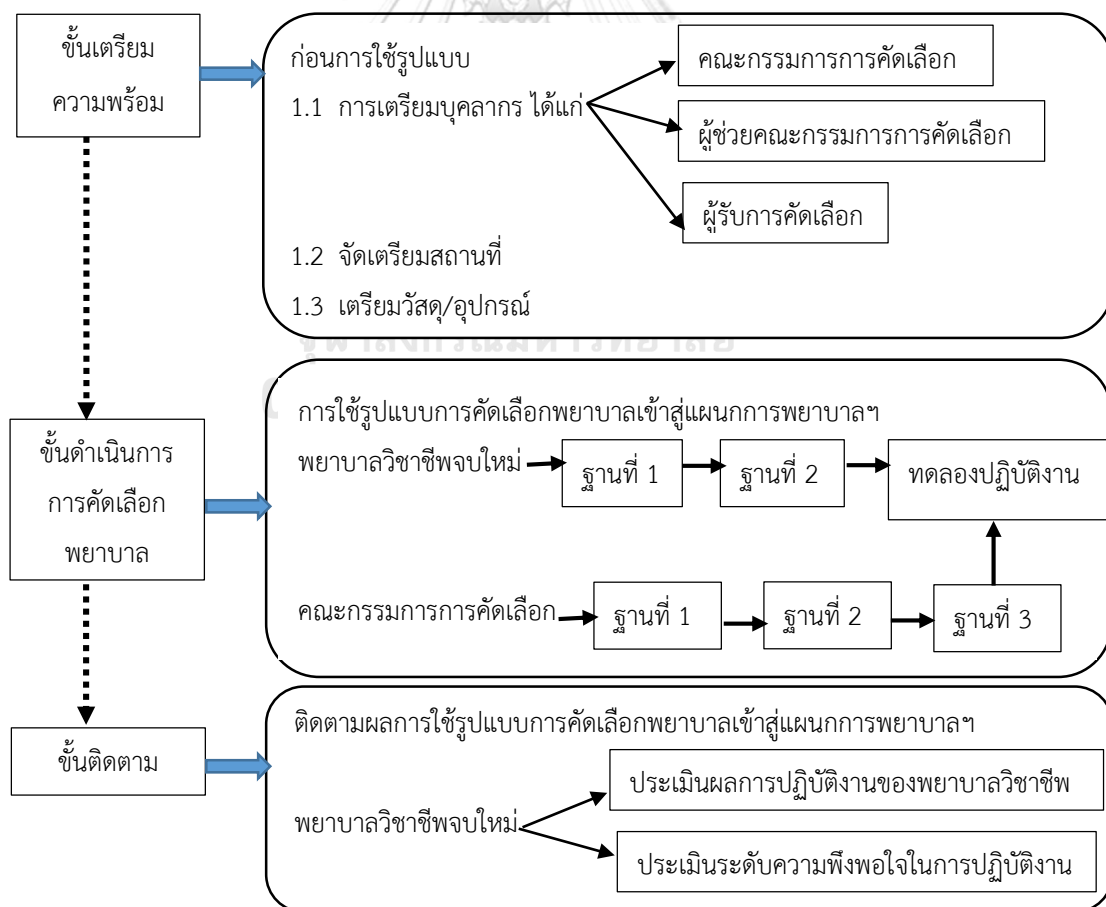 ขั้นเตรียม
ความพร้อม
ก่อนการใช้รูปแบบ
1.1 การเตรียมบุคลากร ได้แก่
คณะกรรมการการคัดเลือก
ผู้ช่วยคณะกรรมการการคัดเลือก
ผู้รับการคัดเลือก
1.2 จัดเตรียมสถานที่
1.3 เตรียมวัสดุ/อุปกรณ์
จุฬาลงกรณ์มหาวิทยาลัย
ขั้นดำเนินการ
การคัดเลือก
พยาบาล
การใช้รูปแบบการคัดเลือกพยาบาลเข้าสู่แผนกการพยาบาลฯ
พยาบาลวิชาชีพจบใหม่
ฐานที่ 1
ฐานที่ 2
ทดลองปฏิบัติงาน
คณะกรรมการการคัดเลือก
ฐานที่ 1
ฐานที่ 2
ฐานที่ 3
ขั้นติดตาม
ติดตามผลการใช้รูปแบบการคัดเลือกพยาบาลเข้าสู่แผนกการพยาบาลฯ
พยาบาลวิชาชีพจบใหม่
ประเมินผลการปฏิบัติงานของพยาบาลวิชาชีพ
ประเมินระดับความพึงพอใจในการปฏิบัติงาน